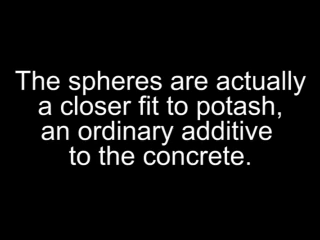 The spheres are actually
a closer fit to potash,
an ordinary additive
to the concrete.